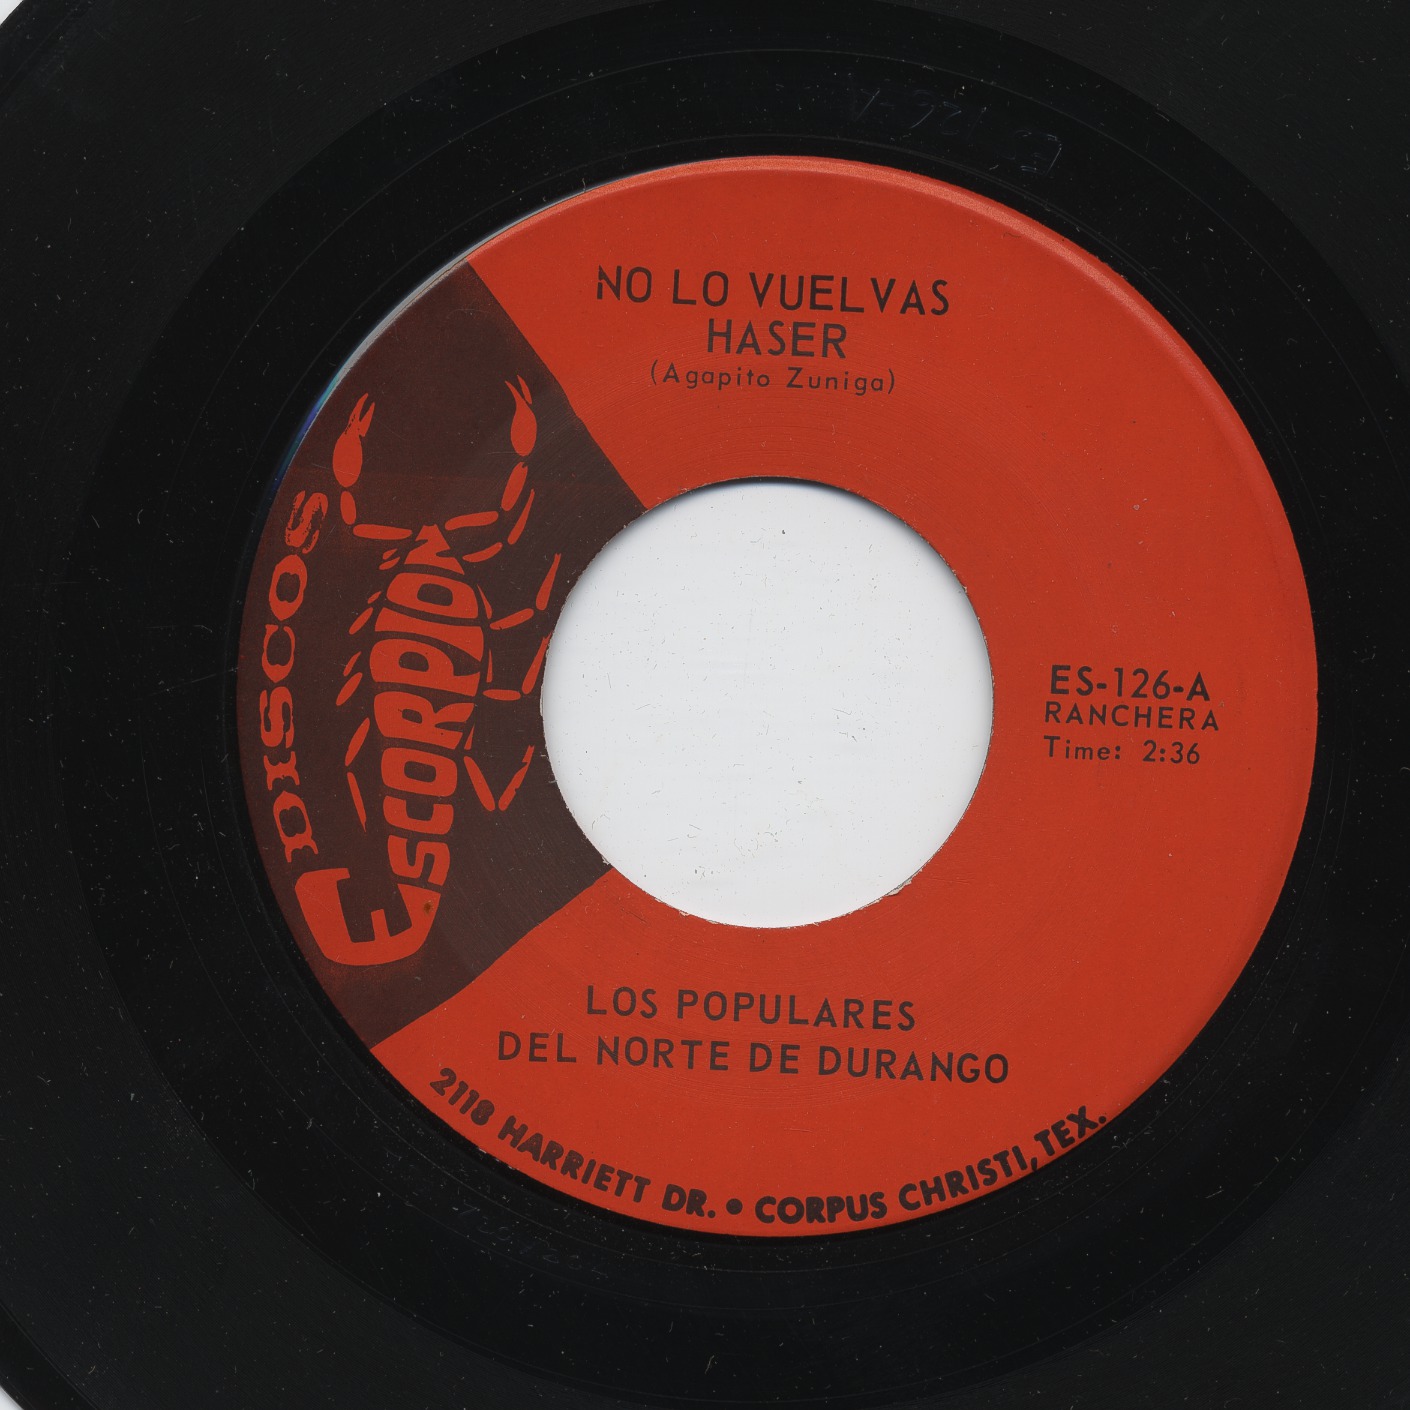 NO LO VUELVAS
HASER
(Agapito Zuniga)
DISCOS
ESCORPION
ES-126-A
RANCHERA
Time: 2:36
LOS POPULARES
DEL NORTE DE DURANGO
2118 HARRIETT DR. • CORPUS CHRISTI, TEX.